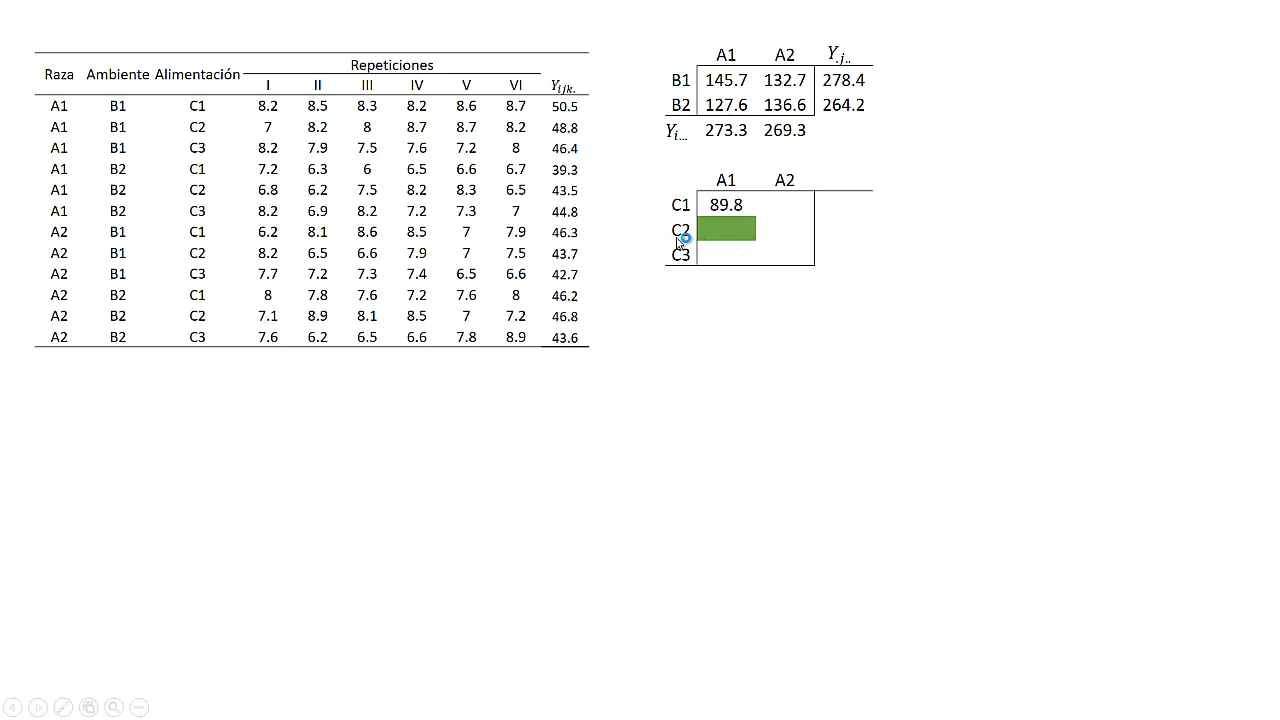 Repeticiones
Raza Ambiente Alimentación
I II III IV V VI Yijk.
A1 B1 C1 8.2 8.5 8.3 8.2 8.6 8.7 50.5
A1 B1 C2 7 8.2 8 8.7 8.7 8.2 48.8
A1 B1 C3 8.2 7.9 7.5 7.6 7.2 8 46.4
A1 B2 C1 7.2 6.3 6 6.5 6.6 6.7 39.3
A1 B2 C2 6.8 6.2 7.5 8.2 8.3 6.5 43.5
A1 B2 C3 8.2 6.9 8.2 7.2 7.3 7 44.8
A2 B1 C1 6.2 8.1 8.6 8.5 7 7.9 46.3
A2 B1 C2 8.2 6.5 6.6 7.9 7 7.5 43.7
A2 B1 C3 7.7 7.2 7.3 7.4 6.5 6.6 42.7
A2 B2 C1 8 7.8 7.6 7.2 7.6 8 46.2
A2 B2 C2 7.1 8.9 8.1 8.5 7 7.2 46.8
A2 B2 C3 7.6 6.2 6.5 6.6 7.8 8.9 43.6
A1 A2 Y.j..
B1 145.7 132.7 278.4
B2 127.6 136.6 264.2
Yi... 273.3 269.3
A1 A2
C1 89.8
C2
C3